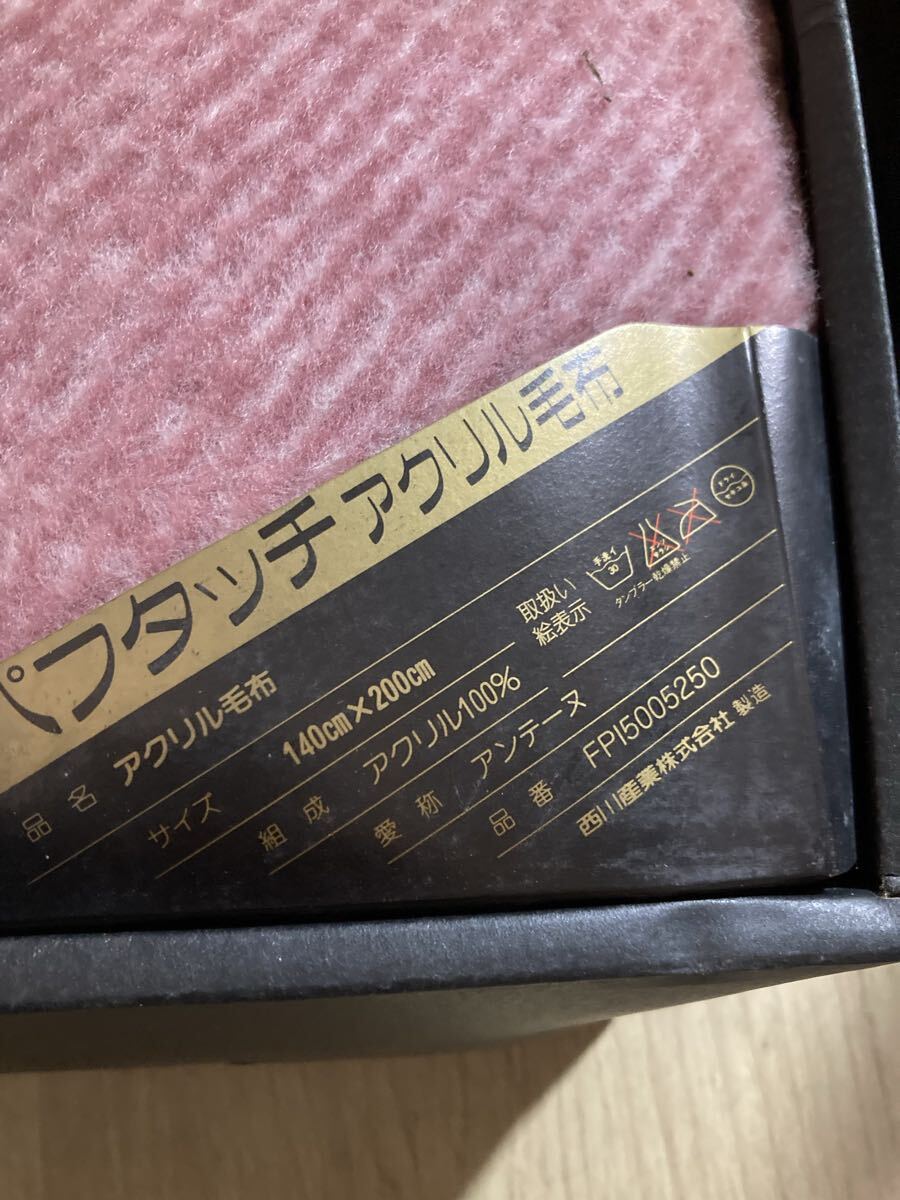 パフタッチ アクリル毛布
品名 アクリル毛布
サイズ 140cm×200cm
組成 アクリル100%
愛称 アンテーヌ
品番 FPI5005250
西川産業株式会社 製造
取扱い
絵表示
手洗イ
30
ドライ
タンブラー乾燥禁止